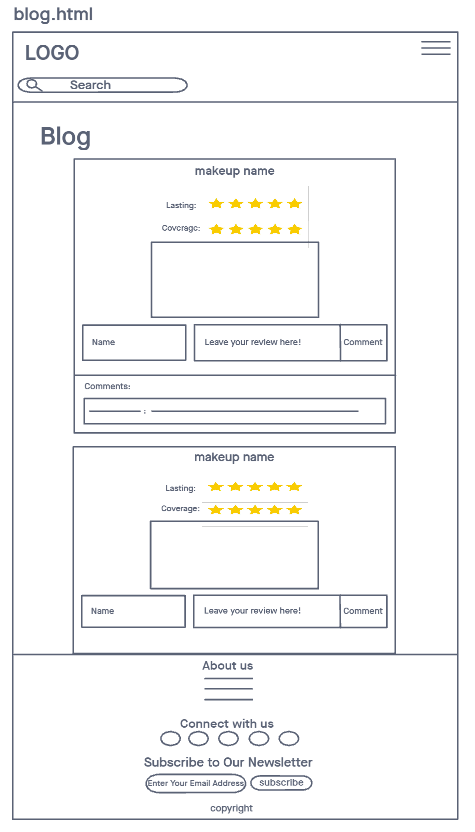 blog.html
LOGO
Search
Blog
makeup name
Lasting:
Coverage:
Name
Leave your review here!
Comment
Comments:
:
makeup name
Lasting:
Coverage:
Name
Leave your review here!
Comment
About us
Connect with us
Subscribe to Our Newsletter
Enter Your Email Address
subscribe
copyright